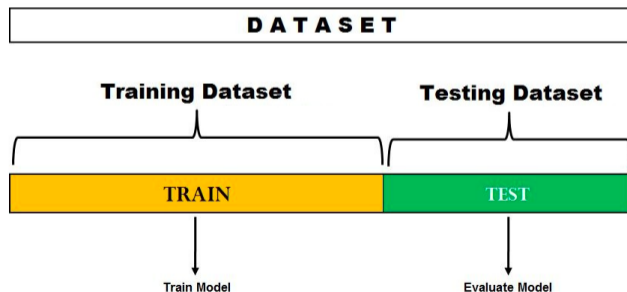 DATASET
Training Dataset
Testing Dataset
TRAIN
TEST
Train Model
Evaluate Model